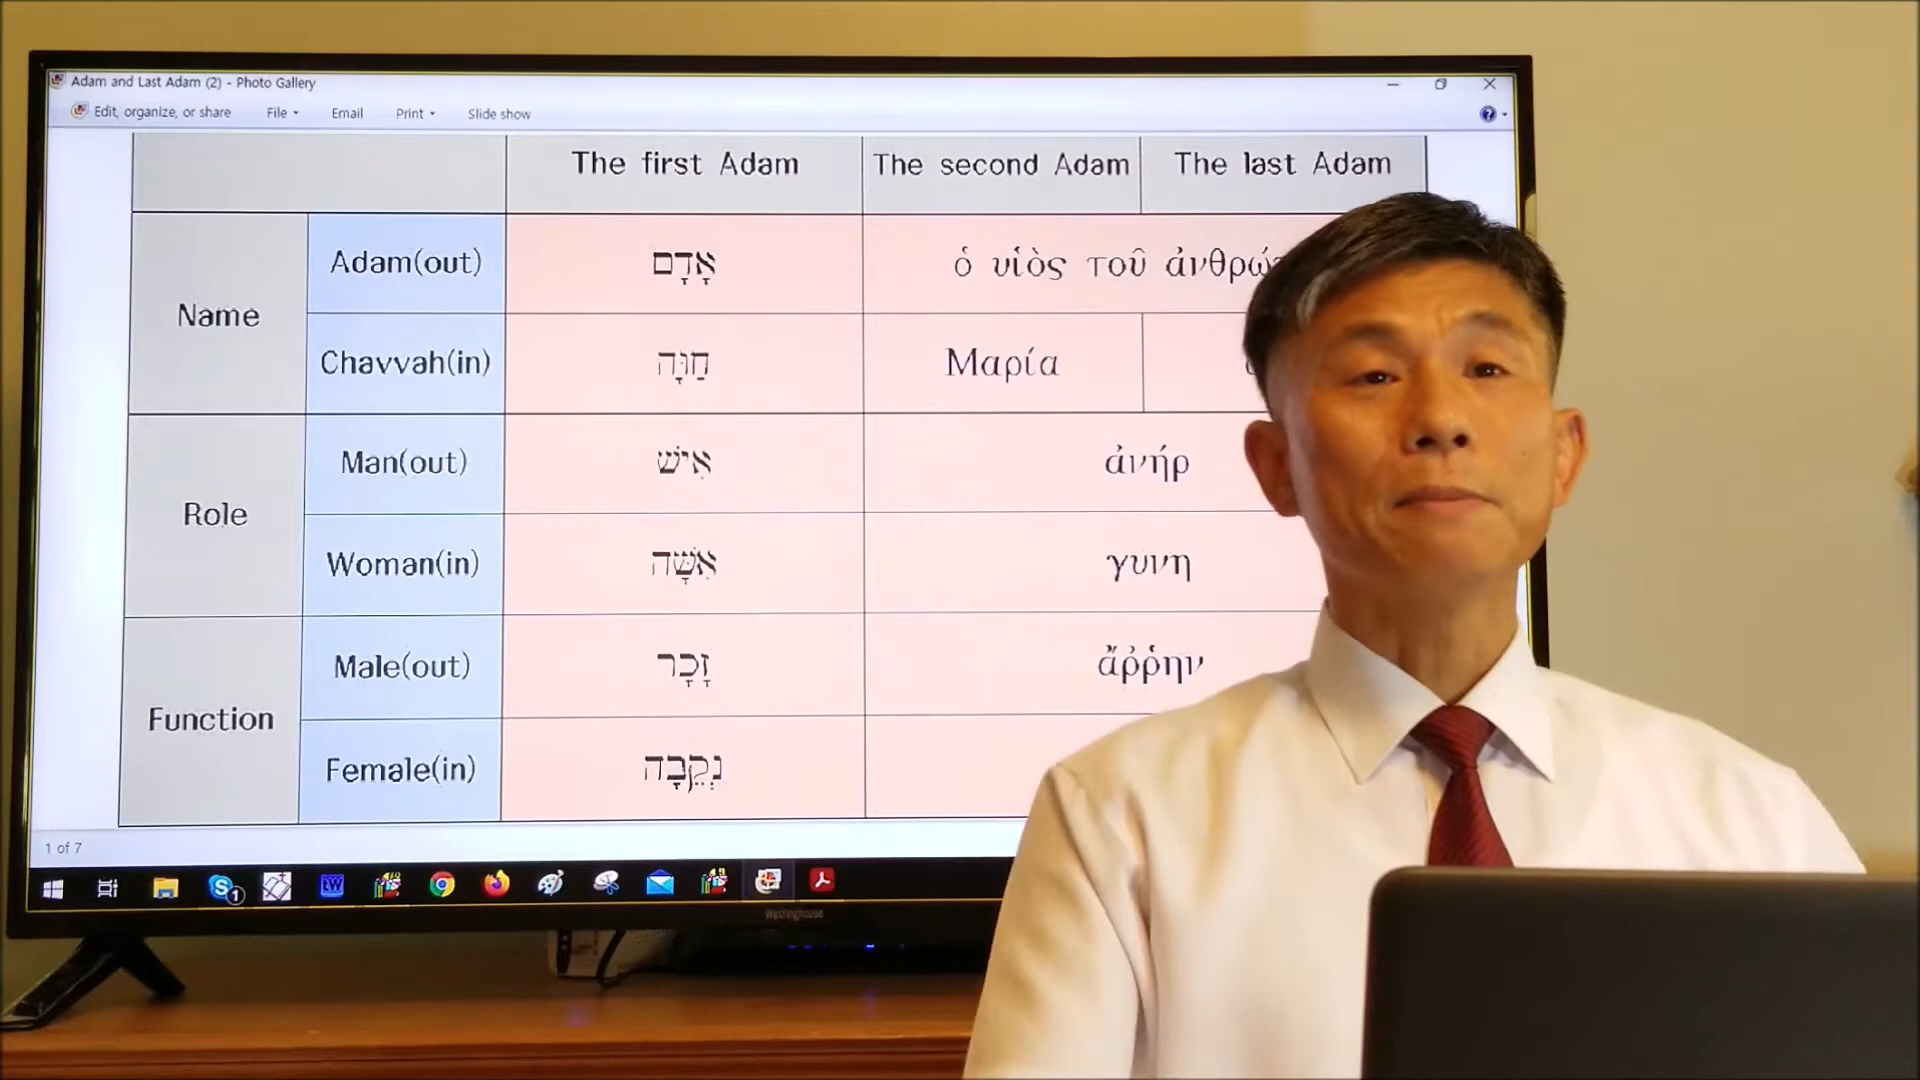 Adam and Last Adam (2) - Photo Gallery
Edit, organize, or share File Email Print Slide show
The first Adam The second Adam The last Adam
Name
Adam(out) אָדָם ὁ υἱὸς τοῦ
Chavvah(in) חַוָּה Μαρία
Role
Man(out) אִישׁ ἀνήρ
Woman(in) אִשָּׁה γυνη
Function
Male(out) זָכָר ἄῤῥην
Female(in) נְקֵבָה
1 of 7
1
Westinghouse